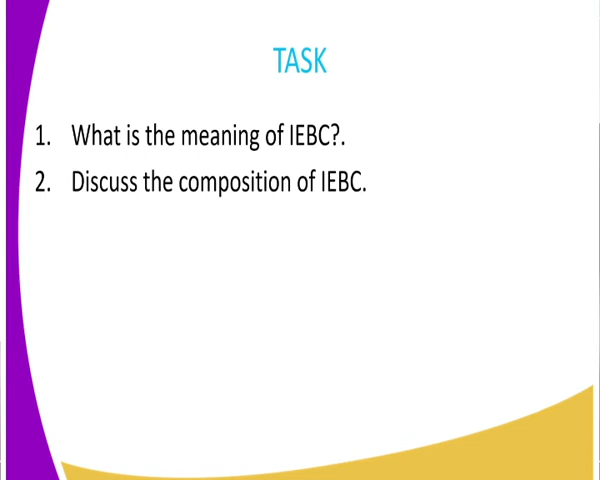 TASK
1. What is the meaning of IEBC?.
2. Discuss the composition of IEBC.